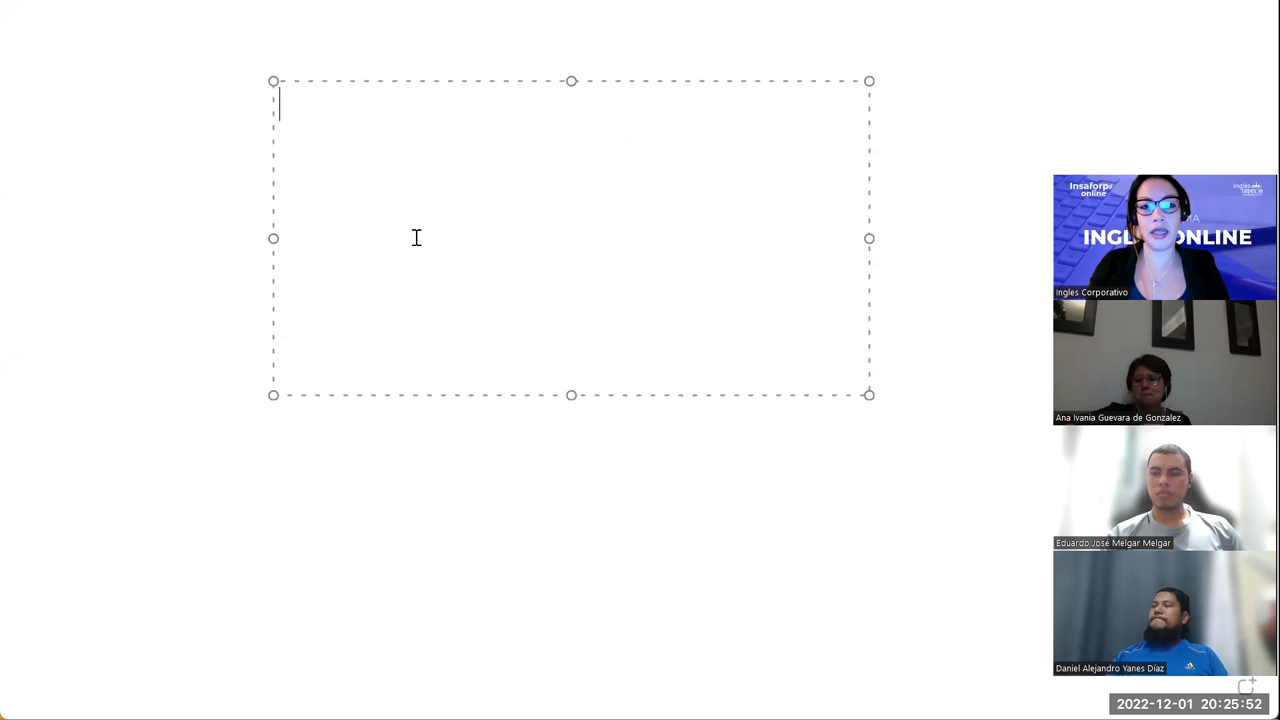 Insaforp
online
INGL ONLINE
Ingles Corporativo
Ana Ivania Guevara de Gonzalez
Eduardo José Melgar Melgar
Daniel Alejandro Yanes Díaz
2022-12-01 20:25:52